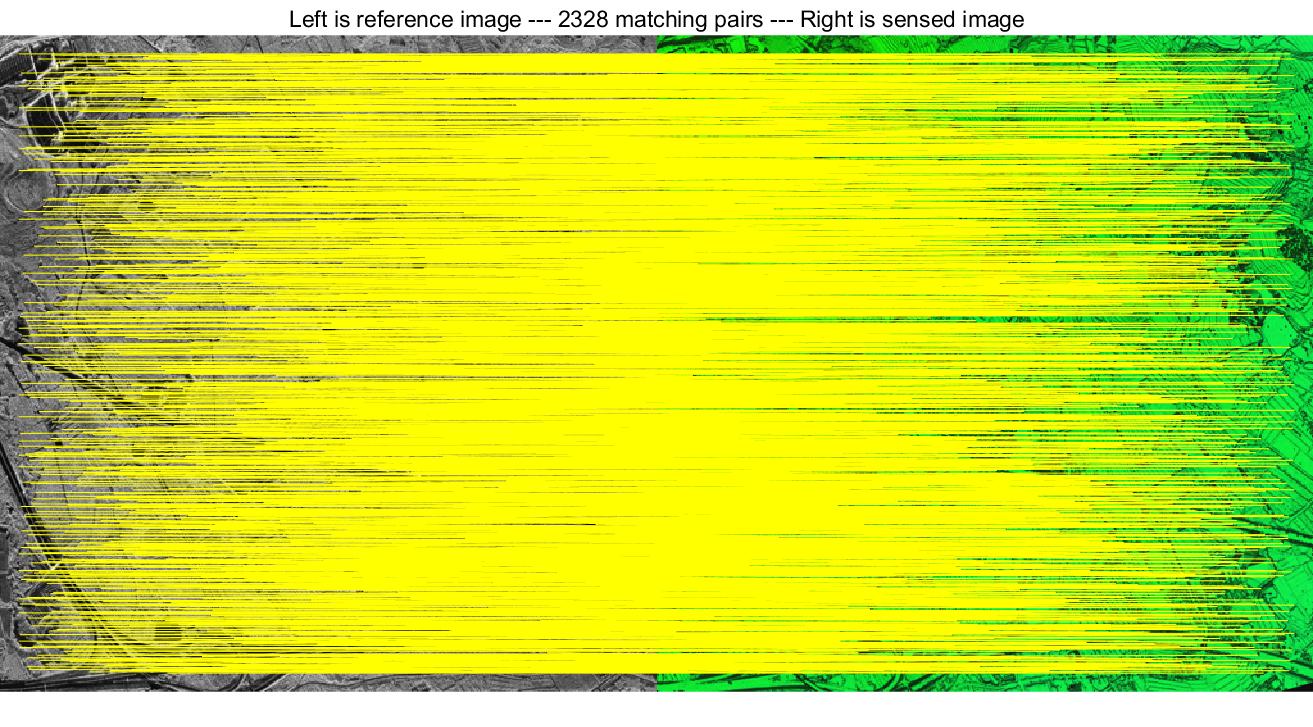 Left is reference image --- 2328 matching pairs --- Right is sensed image